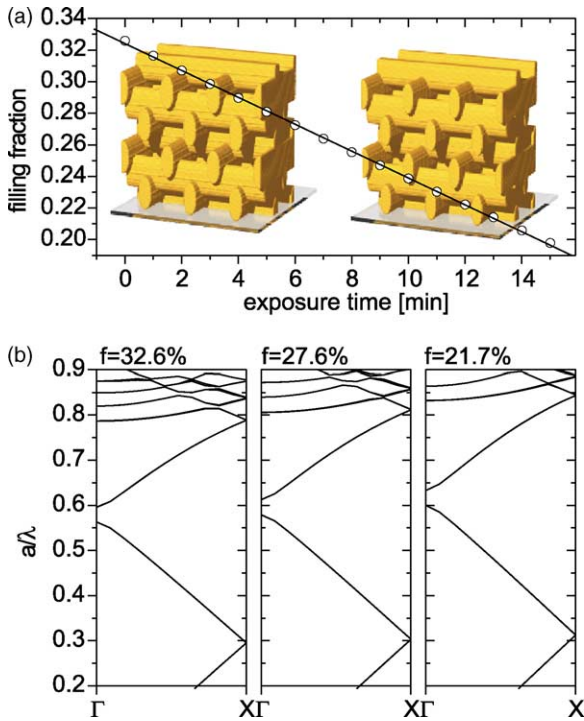 (a)
0.34
0.32
0.30
0.28
0.26
0.24
0.22
0.20
filling fraction
0 2 4 6 8 10 12 14
exposure time [min]
(b)
f=32.6% f=27.6% f=21.7%
0.9
0.8
0.7
0.6
0.5
0.4
0.3
0.2
a/λ
Γ XΓ XΓ X